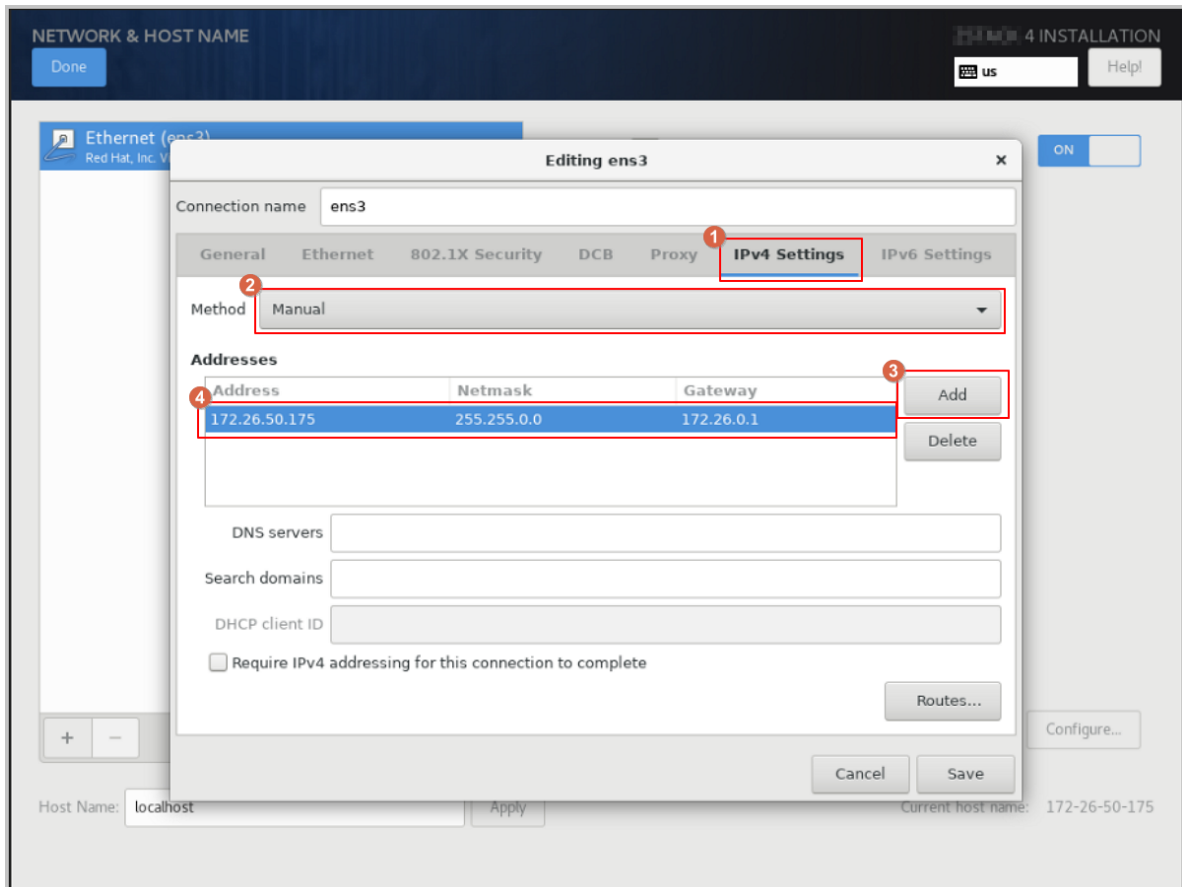 NETWORK & HOST NAME
4 INSTALLATION
Done
us
Help!
Ethernet (ens3)
Red Hat, Inc. V
ON
Editing ens3
Connection name ens3
General Ethernet 802.1X Security DCB Proxy IPv4 Settings IPv6 Settings
1
2
Method Manual
Addresses
3
Address Netmask Gateway
Add
4
172.26.50.175 255.255.0.0 172.26.0.1
Delete
DNS servers
Search domains
DHCP client ID
Require IPv4 addressing for this connection to complete
Routes...
+ −
Configure...
Cancel Save
Host Name: localhost Apply Current host name: 172-26-50-175